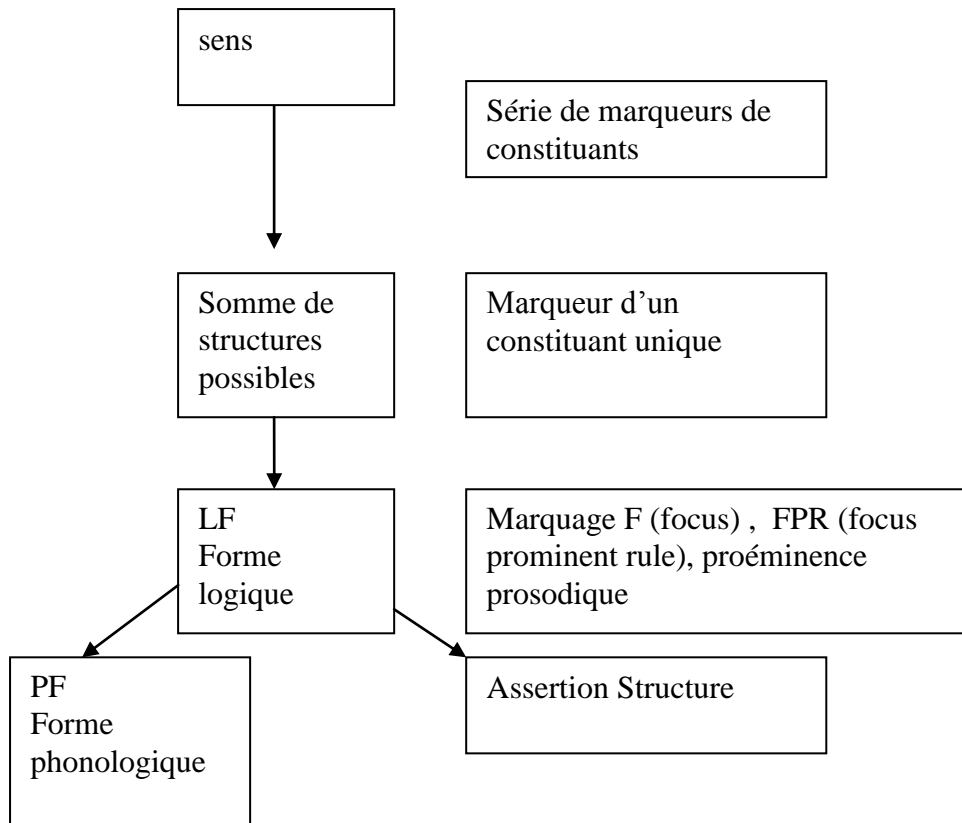 sens
Série de marqueurs de
constituants
Somme de
structures
possibles
Marqueur d’un
constituant unique
LF
Forme
logique
Marquage F (focus) , FPR (focus
prominent rule), proéminence
prosodique
PF
Forme
phonologique
Assertion Structure